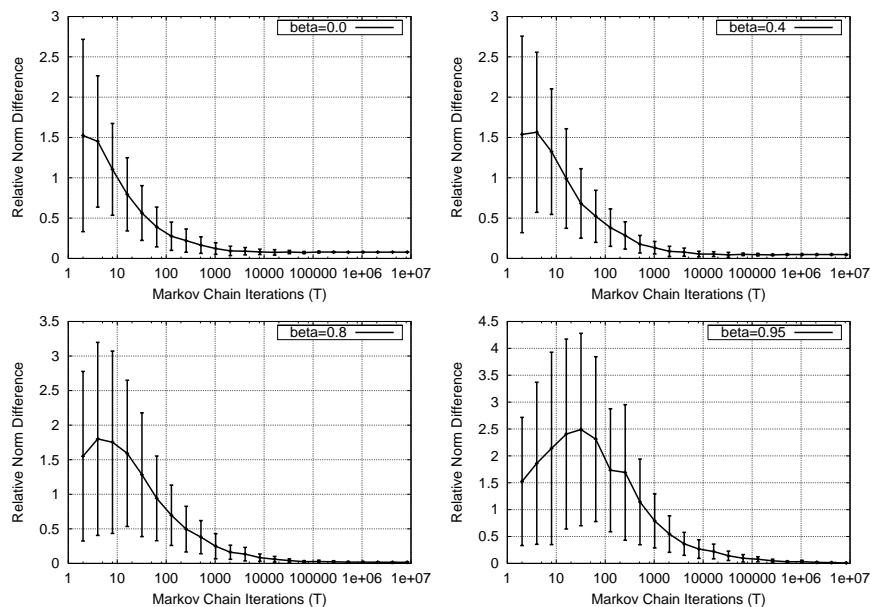 3
2.5
2
1.5
1
0.5
0
Relative Norm Difference
beta=0.0
1 10 100 1000 10000 100000 1e+06 1e+07
Markov Chain Iterations (T)
3
2.5
2
1.5
1
0.5
0
Relative Norm Difference
beta=0.4
1 10 100 1000 10000 100000 1e+06 1e+07
Markov Chain Iterations (T)
3.5
3
2.5
2
1.5
1
0.5
0
Relative Norm Difference
beta=0.8
1 10 100 1000 10000 100000 1e+06 1e+07
Markov Chain Iterations (T)
4.5
4
3.5
3
2.5
2
1.5
1
0.5
0
Relative Norm Difference
beta=0.95
1 10 100 1000 10000 100000 1e+06 1e+07
Markov Chain Iterations (T)